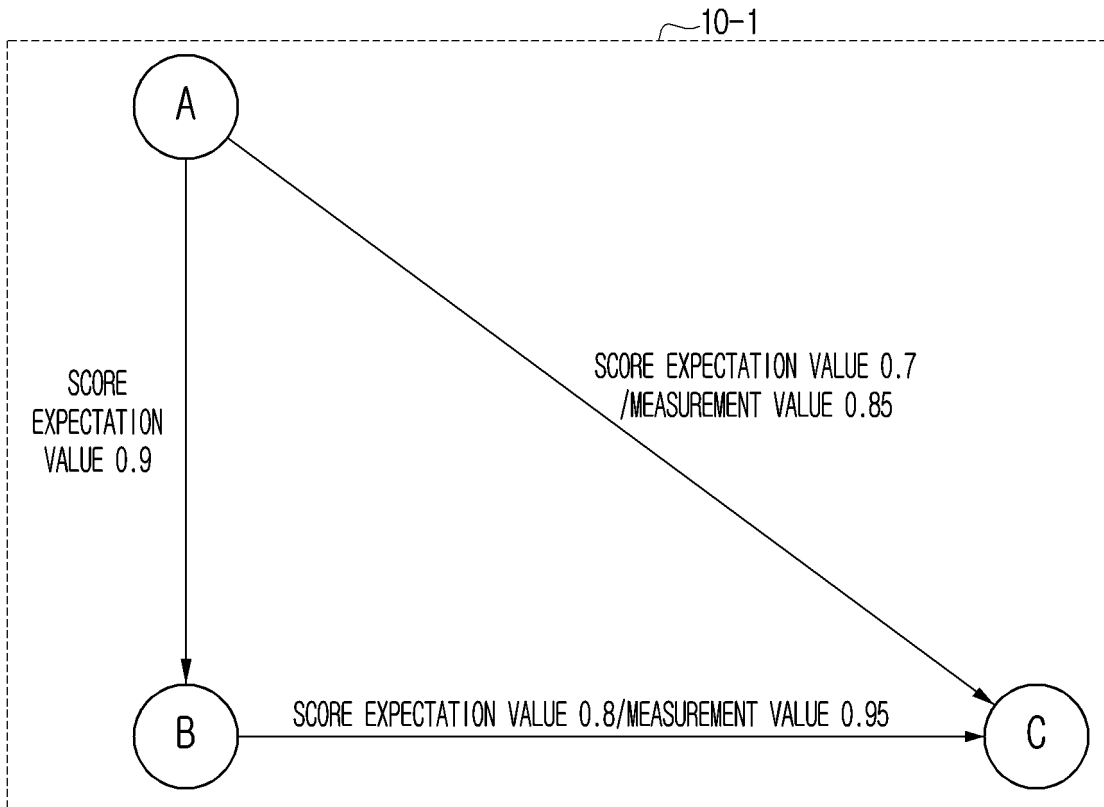 10-1
A
SCORE EXPECTATION VALUE 0.7
/MEASUREMENT VALUE 0.85
SCORE
EXPECTATION
VALUE 0.9
B
SCORE EXPECTATION VALUE 0.8/MEASUREMENT VALUE 0.95
C